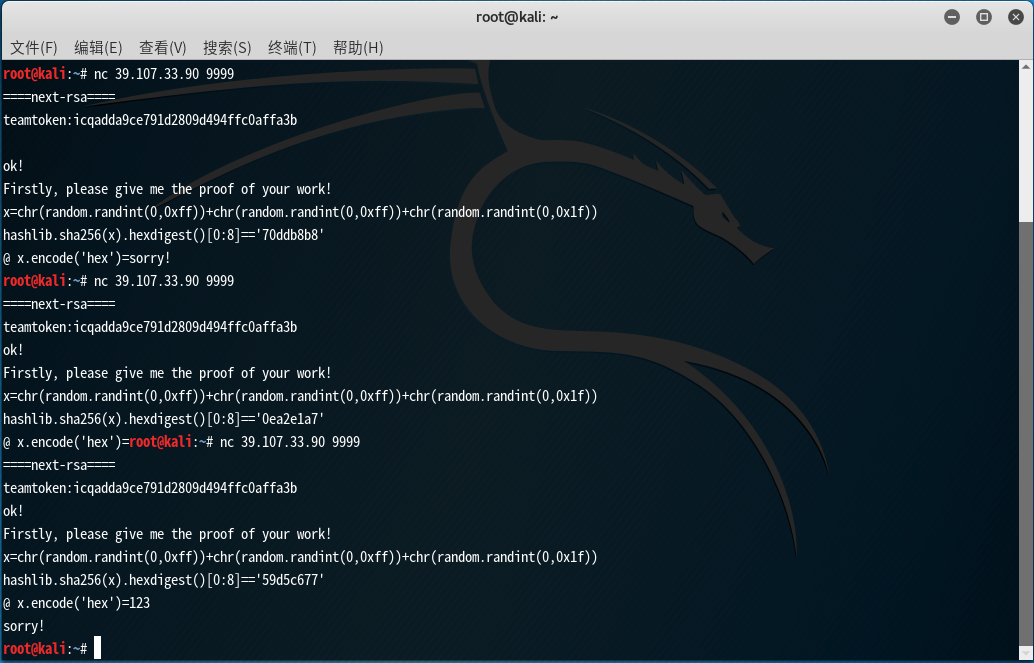 root@kali: ~
文件(F) 编辑(E) 查看(V) 搜索(S) 终端(T) 帮助(H)
root@kali:~# nc 39.107.33.90 9999
====next-rsa====
teamtoken:icqadda9ce791d2809d494ffc0affa3b
ok!
Firstly, please give me the proof of your work!
x=chr(random.randint(0,0xff))+chr(random.randint(0,0xff))+chr(random.randint(0,0x1f))
hashlib.sha256(x).hexdigest()[0:8]=='70ddb8b8'
@ x.encode('hex')=sorry!
root@kali:~# nc 39.107.33.90 9999
====next-rsa====
teamtoken:icqadda9ce791d2809d494ffc0affa3b
ok!
Firstly, please give me the proof of your work!
x=chr(random.randint(0,0xff))+chr(random.randint(0,0xff))+chr(random.randint(0,0x1f))
hashlib.sha256(x).hexdigest()[0:8]=='0ea2e1a7'
@ x.encode('hex')=root@kali:~# nc 39.107.33.90 9999
====next-rsa====
teamtoken:icqadda9ce791d2809d494ffc0affa3b
ok!
Firstly, please give me the proof of your work!
x=chr(random.randint(0,0xff))+chr(random.randint(0,0xff))+chr(random.randint(0,0x1f))
hashlib.sha256(x).hexdigest()[0:8]=='59d5c677'
@ x.encode('hex')=123
sorry!
root@kali:~#